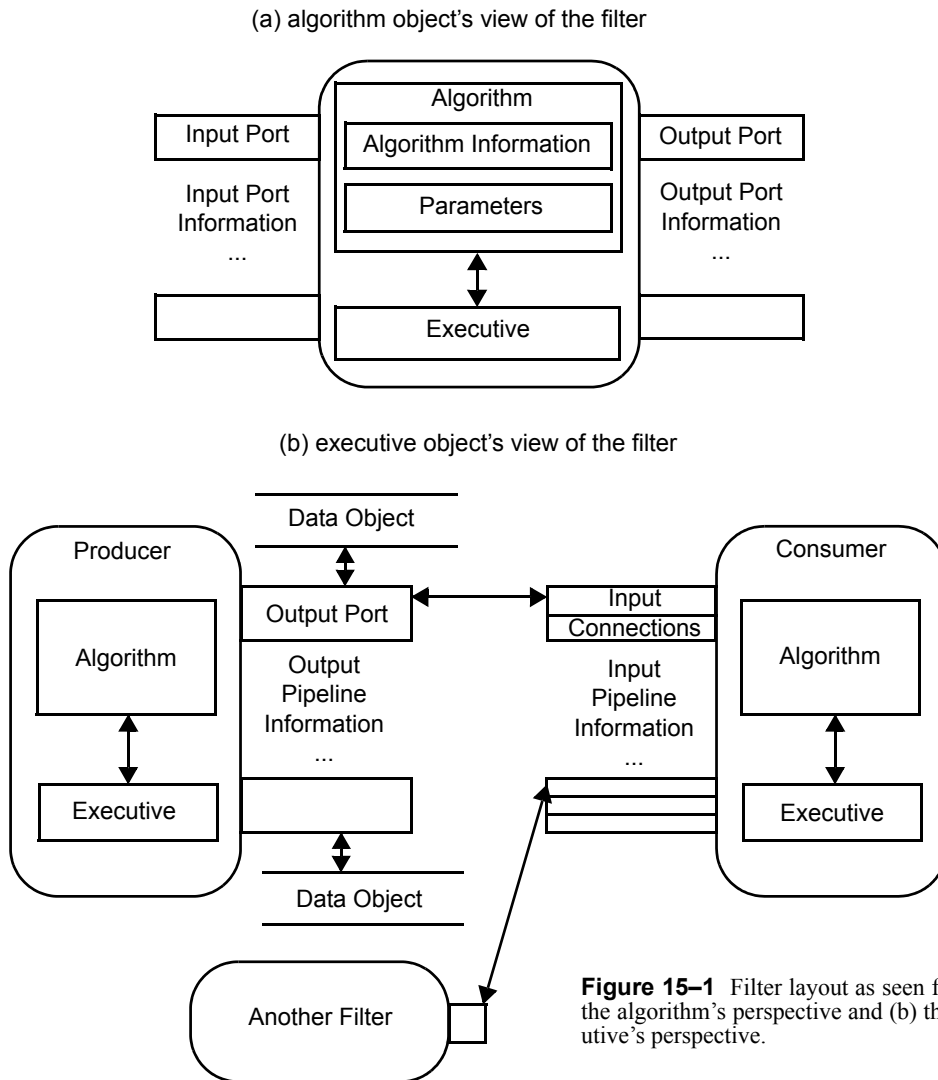 (a) algorithm object's view of the filter
Algorithm
Input Port
Algorithm Information
Output Port
Input Port
Information
...
Parameters
Output Port
Information
...
Executive
(b) executive object's view of the filter
Data Object
Producer
Consumer
Output Port
Input
Connections
Algorithm
Output
Pipeline
Information
...
Input
Pipeline
Information
...
Algorithm
Executive
Executive
Data Object
Another Filter
Figure 15–1 Filter layout as seen
the algorithm's perspective and (b)
utive's perspective.